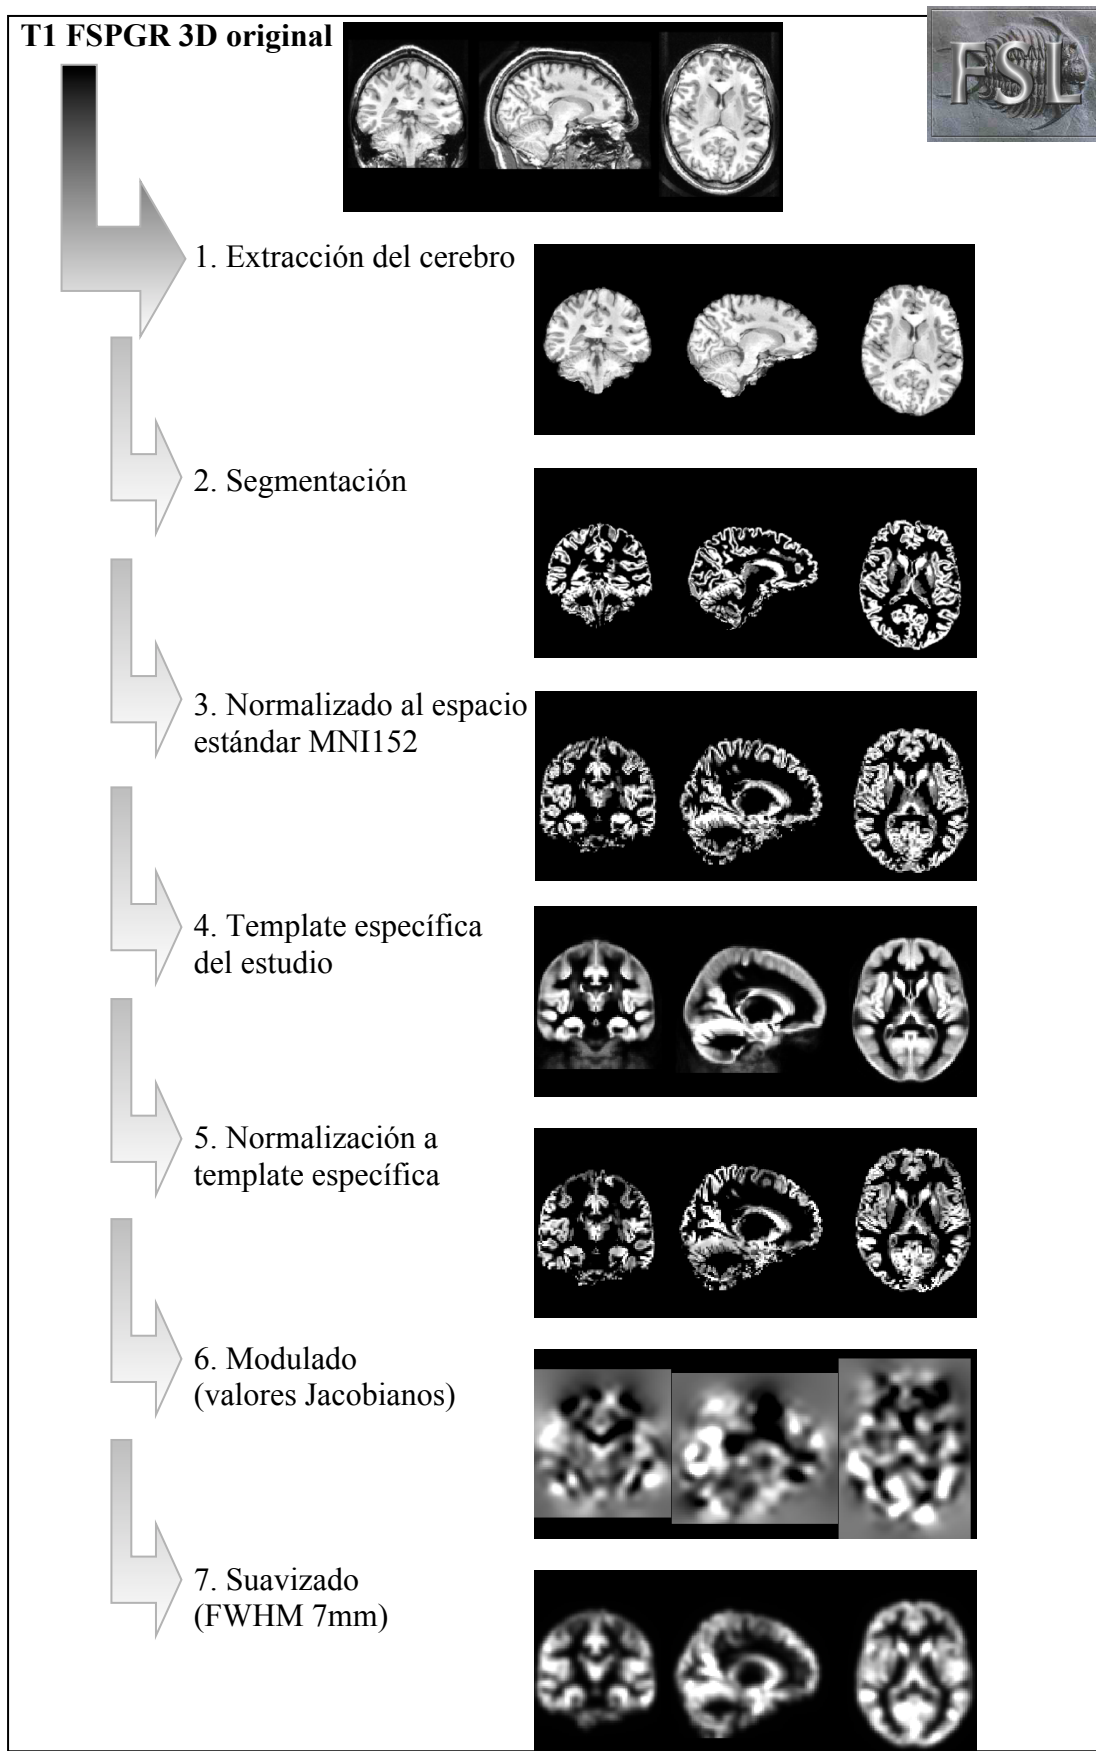 T1 FSPGR 3D original
FSL
1. Extracción del cerebro
2. Segmentación
3. Normalizado al espacio
estándar MNI152
4. Template específica
del estudio
5. Normalización a
template específica
6. Modulado
(valores Jacobianos)
7. Suavizado
(FWHM 7mm)